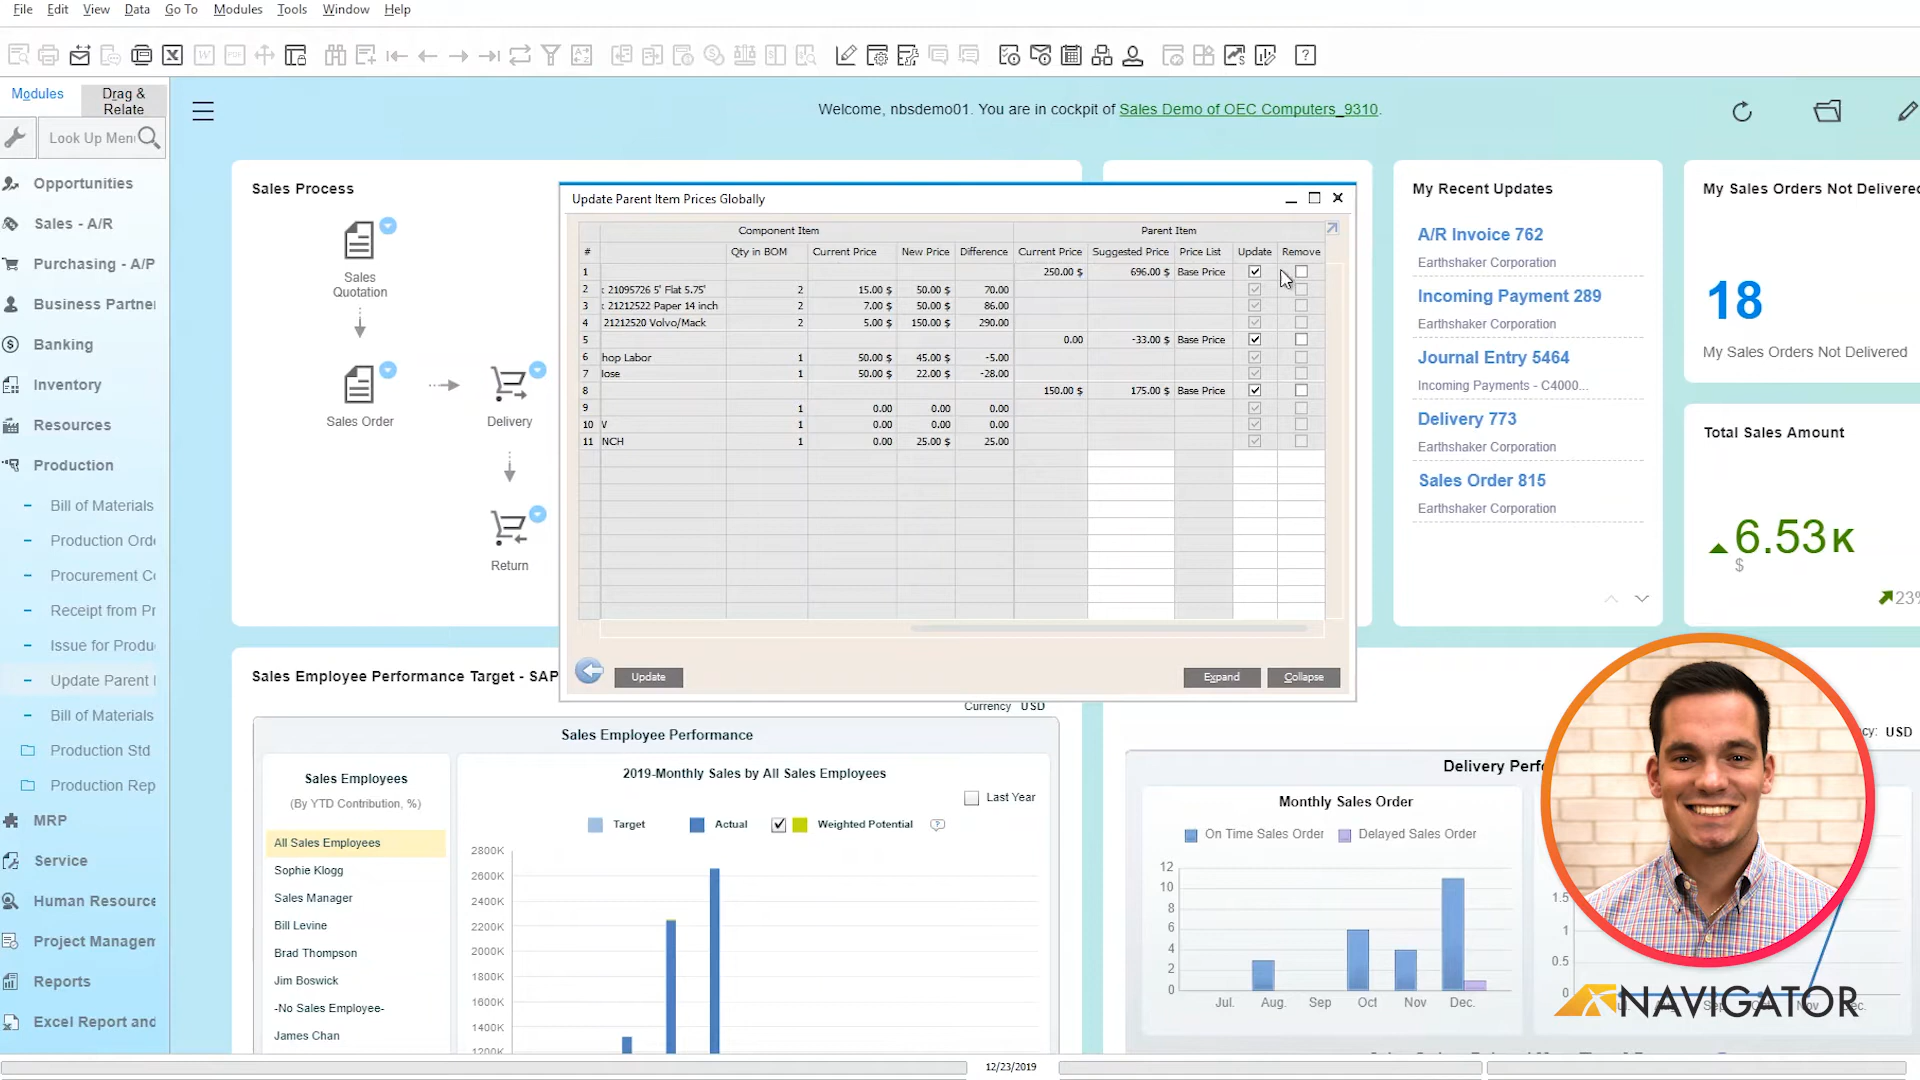 File Edit View Data Go To Modules Tools Window Help
Modules
Drag &
Relate
Welcome, nbsdemo01. You are in cockpit of Sales Demo of OEC Computers_9310.
Look Up Men
Opportunities
Sales - A/R
Purchasing - A/P
Business Partner
Banking
Inventory
Resources
Production
Bill of Materials
Production Orde
Procurement Co
Receipt from Pr
Issue for Produ
Update Parent I
Bill of Materials
Production Std
Production Rep
MRP
Service
Human Resource
Project Managem
Reports
Excel Report and
Sales Process
Sales
Quotation
Sales Order
Delivery
Return
Update Parent Item Prices Globally
Component Item Parent Item
# Qty in BOM Current Price New Price Difference Current Price Suggested Price Price List Update Remove
1 250.00 $ 696.00 $ Base Price
2 : 21095726 5' Flat 5.75' 2 15.00 $ 50.00 $ 70.00
3 : 21212522 Paper 14 inch 2 7.00 $ 50.00 $ 86.00
4 21212520 Volvo/Mack 2 5.00 $ 150.00 $ 290.00
5 0.00 -33.00 $ Base Price
6 hop Labor 1 50.00 $ 45.00 $ -5.00
7 lose 1 50.00 $ 22.00 $ -28.00
8 150.00 $ 175.00 $ Base Price
9 1 0.00 0.00 0.00
10 V 1 0.00 0.00 0.00
11 NCH 1 0.00 25.00 $ 25.00
Update Expand Collapse
My Recent Updates
A/R Invoice 762
Earthshaker Corporation
Incoming Payment 289
Earthshaker Corporation
Journal Entry 5464
Incoming Payments - C4000...
Delivery 773
Earthshaker Corporation
Sales Order 815
Earthshaker Corporation
My Sales Orders Not Delivered
18
My Sales Orders Not Delivered
Total Sales Amount
6.53 K
$
23%
Sales Employee Performance Target - SAP
Currency USD
Sales Employee Performance
Sales Employees
(By YTD Contribution, %)
All Sales Employees
Sophie Klogg
Sales Manager
Bill Levine
Brad Thompson
Jim Boswick
-No Sales Employee-
James Chan
2019-Monthly Sales by All Sales Employees
Last Year
Target Actual Weighted Potential
2800K
2600K
2400K
2200K
2000K
1800K
1600K
1400K
1200K
cy: USD
Delivery Perf
Monthly Sales Order
On Time Sales Order Delayed Sales Order
12
10
8
6
4
2
0
Jul. Aug. Sep Oct Nov Dec.
1.5
1
0.5
0
NAVIGATOR
12/23/2019